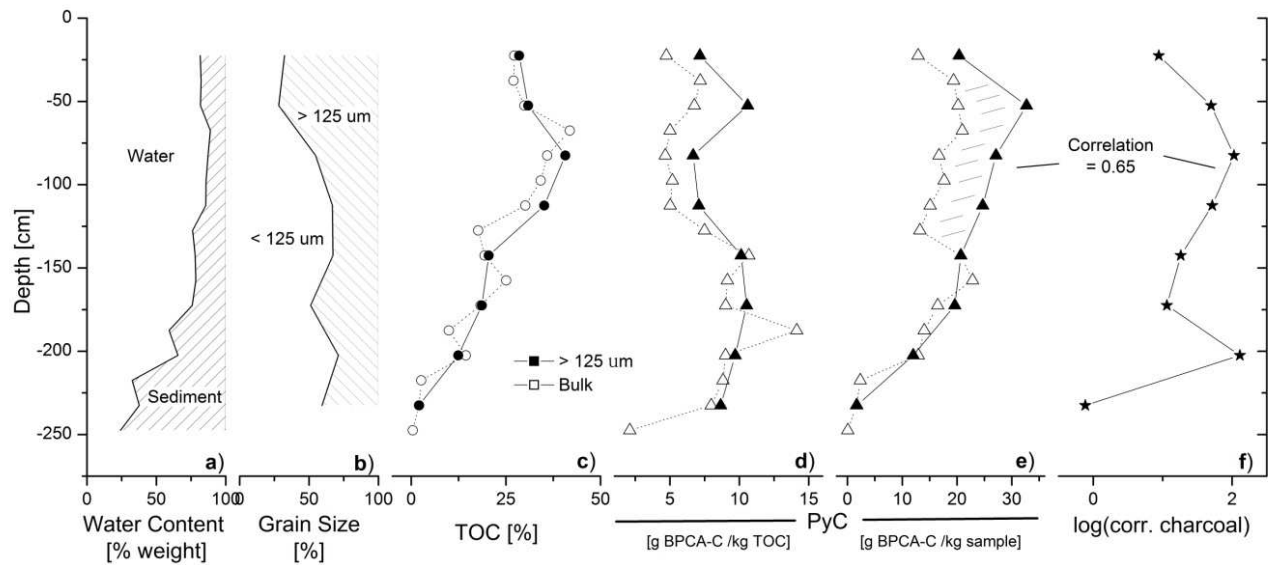 0
-50
-100
-150
-200
-250
Depth [cm]
Water
Sediment
a)
0
50
100
Water Content
[% weight]
> 125 um
< 125 um
b)
0
50
100
Grain Size
[%]
> 125 um
Bulk
c)
0
25
50
TOC [%]
d)
5
10
15
[g BPCA-C /kg TOC]
PyC
e)
0
10
20
30
[g BPCA-C /kg sample]
Correlation
= 0.65
f)
0
2
log(corr. charcoal)